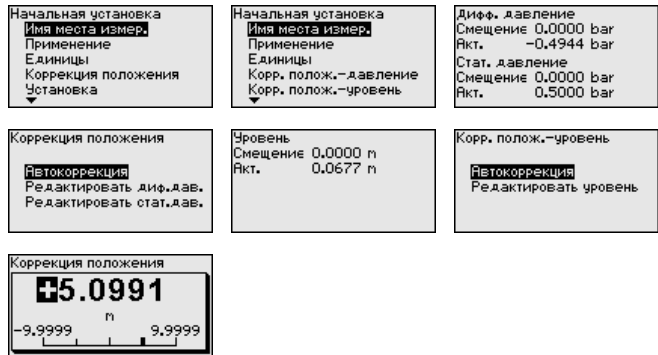 Начальная установка
Имя места измер.
Применение
Единицы
Коррекция положения
Установка
Начальная установка
Имя места измер.
Применение
Единицы
Корр. полож.-давление
Корр. полож.-уровень
Дифф. давление
Смещение 0.0000 bar
Акт. -0.4944 bar
Стат. давление
Смещение 0.0000 bar
Акт. 0.5000 bar
Коррекция положения
Автокоррекция
Редактировать диф.дав.
Редактировать стат.дав.
Уровень
Смещение 0.0000 m
Акт. 0.0677 m
Корр. полож.-уровень
Автокоррекция
Редактировать уровень
Коррекция положения
+5.0991
m
-9.9999 9.9999